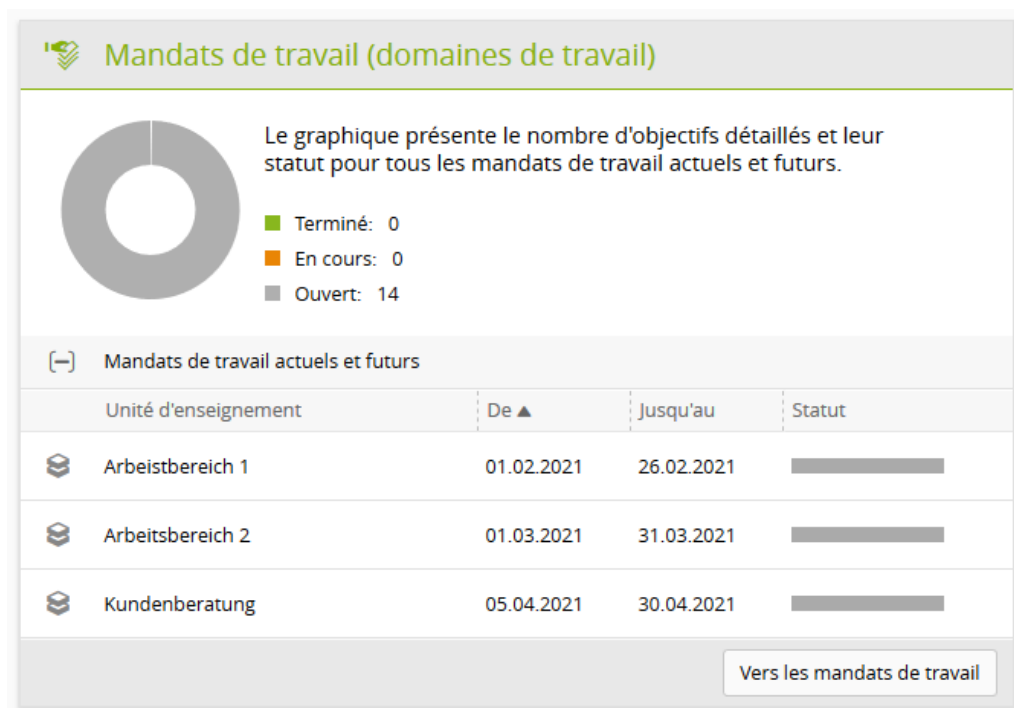 Mandats de travail (domaines de travail)
Le graphique présente le nombre d'objectifs détaillés et leur
statut pour tous les mandats de travail actuels et futurs.
Terminé: 0
En cours: 0
Ouvert: 14
Mandats de travail actuels et futurs
Unité d'enseignement De ▲ Jusqu'au Statut
Arbeistbereich 1 01.02.2021 26.02.2021
Arbeitsbereich 2 01.03.2021 31.03.2021
Kundenberatung 05.04.2021 30.04.2021
Vers les mandats de travail